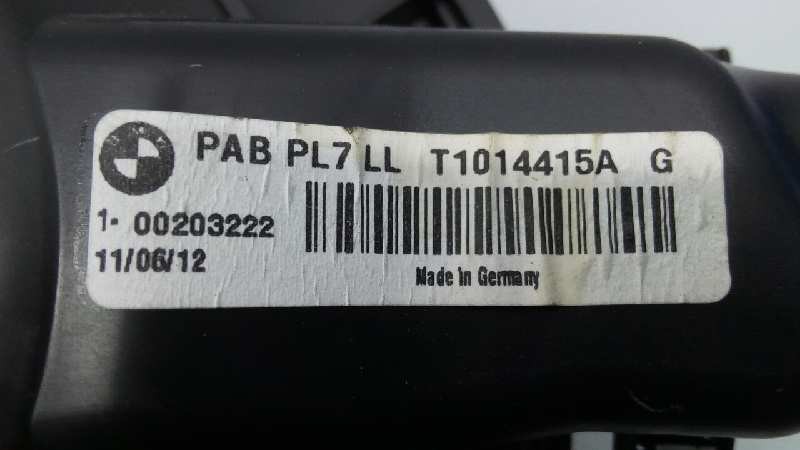 PAB PL7 LL T1014415A G
1- 00203222
11/06/12
Made in Germany